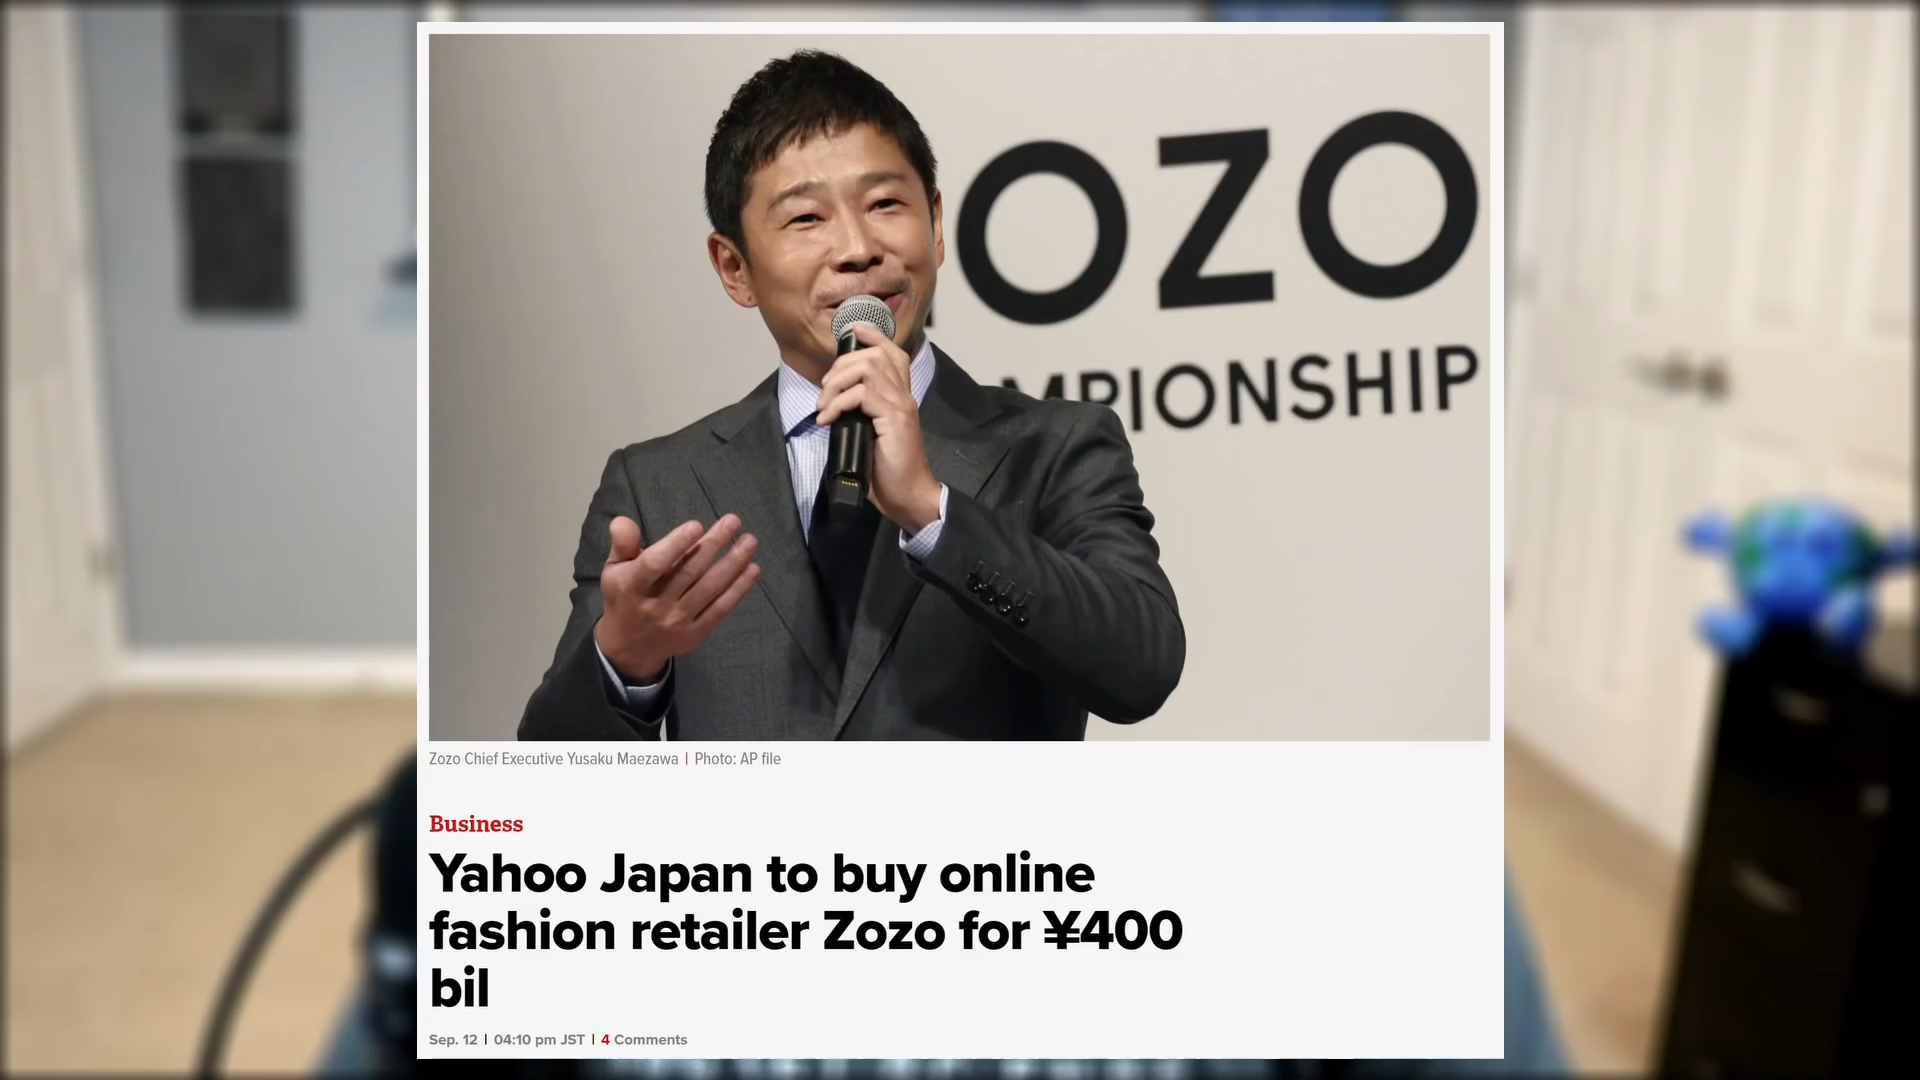 OZO
MPIONSHIP
Zozo Chief Executive Yusaku Maezawa | Photo: AP file
Business
Yahoo Japan to buy online
fashion retailer Zozo for ¥400
bil
Sep. 12 | 04:10 pm JST | 4 Comments